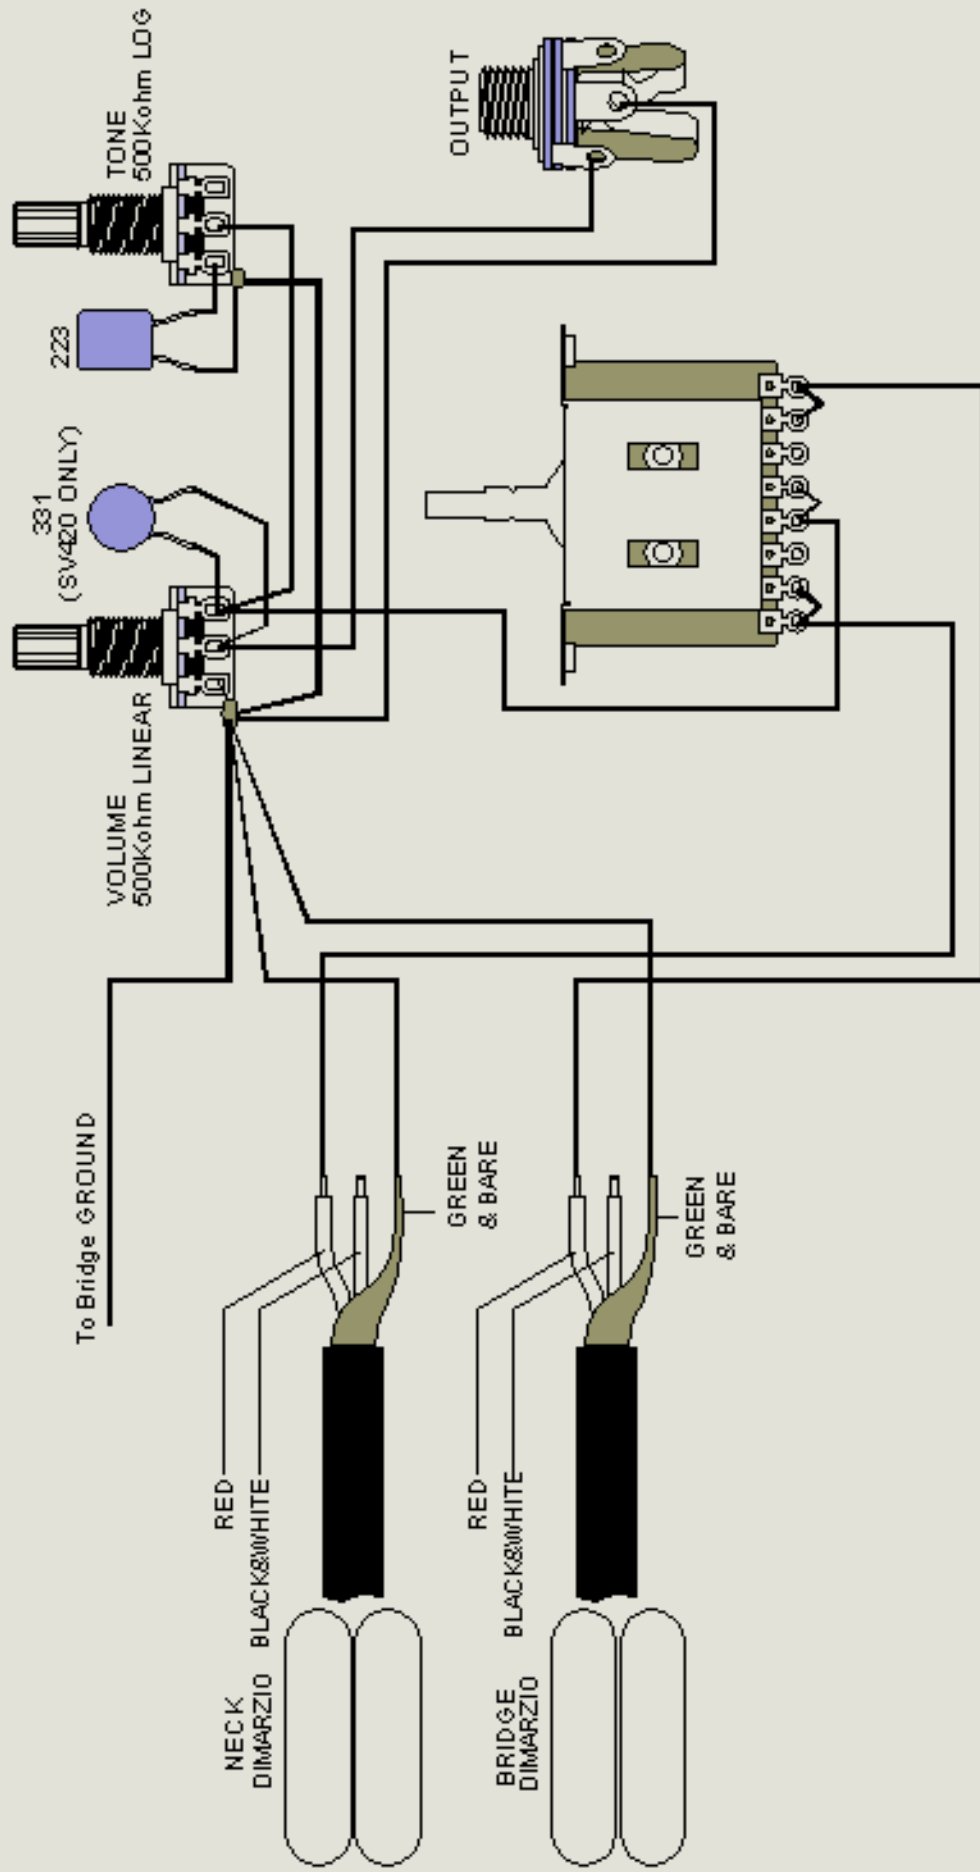 NECK
DIMARZIO
RED
BLACK&WHITE
To Bridge GROUND
GREEN
& BARE
BRIDGE
DIMARZIO
RED
BLACK&WHITE
GREEN
& BARE
VOLUME
500Kohm LINEAR
331
(SV420 ONLY)
223
TONE
500Kohm LOG
OUTPUT